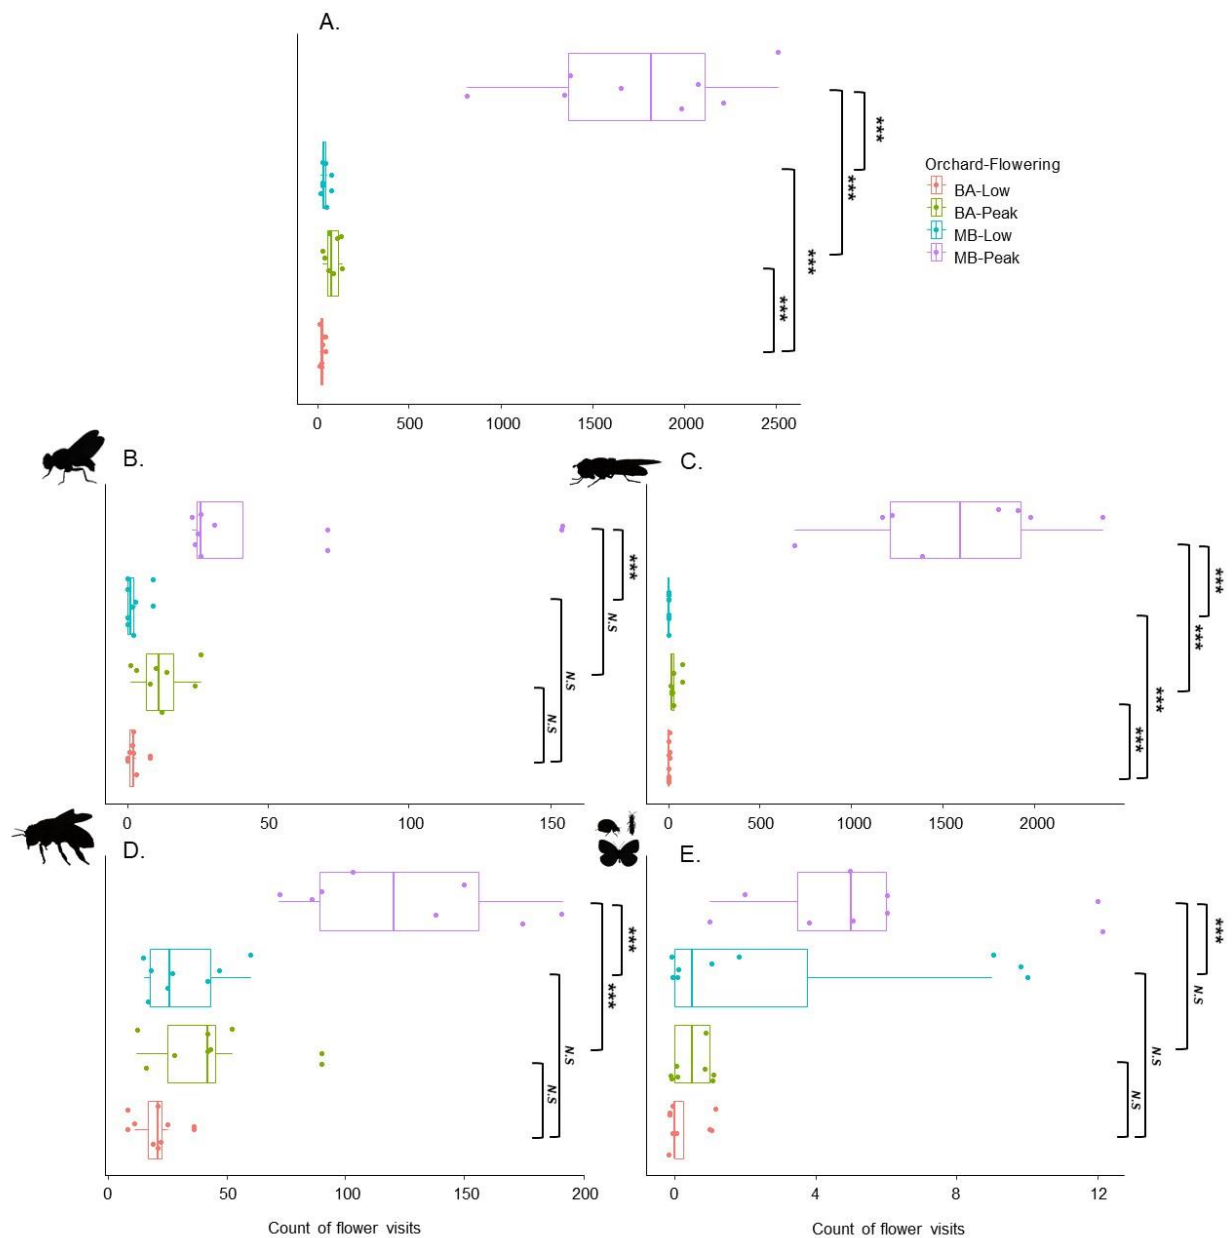 A.
***
***
***
***
0 500 1000 1500 2000 2500
Orchard-Flowering
BA-Low
BA-Peak
MB-Low
MB-Peak
B.
***
N.S
N.S
N.S
0 50 100 150
C.
***
***
***
***
0 500 1000 1500 2000
D.
***
***
N.S
N.S
0 50 100 150 200
Count of flower visits
E.
***
N.S
N.S
N.S
0 4 8 12
Count of flower visits